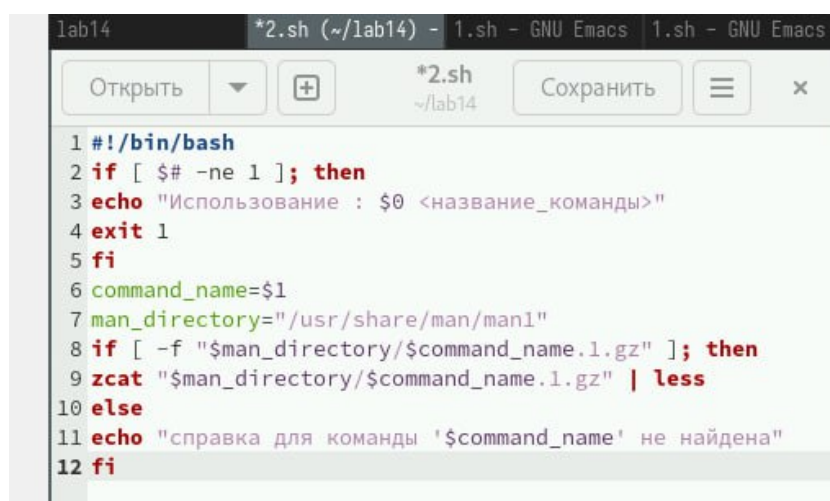 lab14 *2.sh (~/lab14) – 1.sh – GNU Emacs 1.sh – GNU Emacs
Открыть *2.sh Сохранить
~/lab14
1 #!/bin/bash
2 if [ $# -ne 1 ]; then
3 echo "Использование : $0 <название_команды>"
4 exit 1
5 fi
6 command_name=$1
7 man_directory="/usr/share/man/man1"
8 if [ -f "$man_directory/$command_name.1.gz" ]; then
9 zcat "$man_directory/$command_name.1.gz" | less
10 else
11 echo "справка для команды '$command_name' не найдена"
12 fi